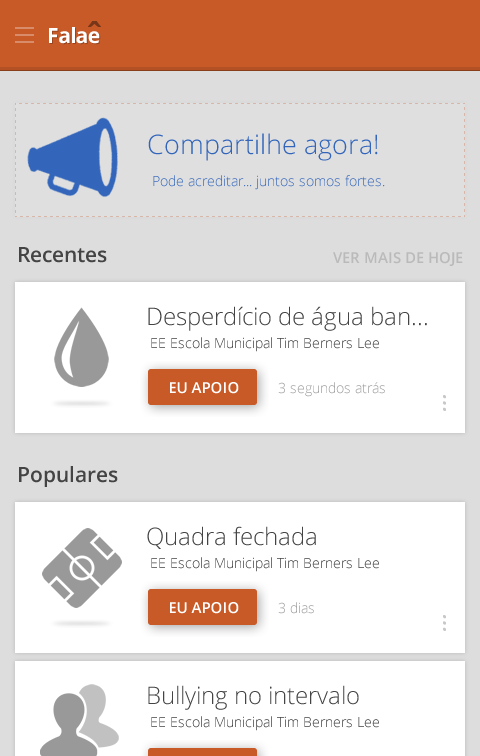 Falaê
Compartilhe agora!
Pode acreditar... juntos somos fortes.
Recentes
VER MAIS DE HOJE
Desperdício de água ban...
EE Escola Municipal Tim Berners Lee
EU APOIO
3 segundos atrás
Populares
Quadra fechada
EE Escola Municipal Tim Berners Lee
EU APOIO
3 dias
Bullying no intervalo
EE Escola Municipal Tim Berners Lee